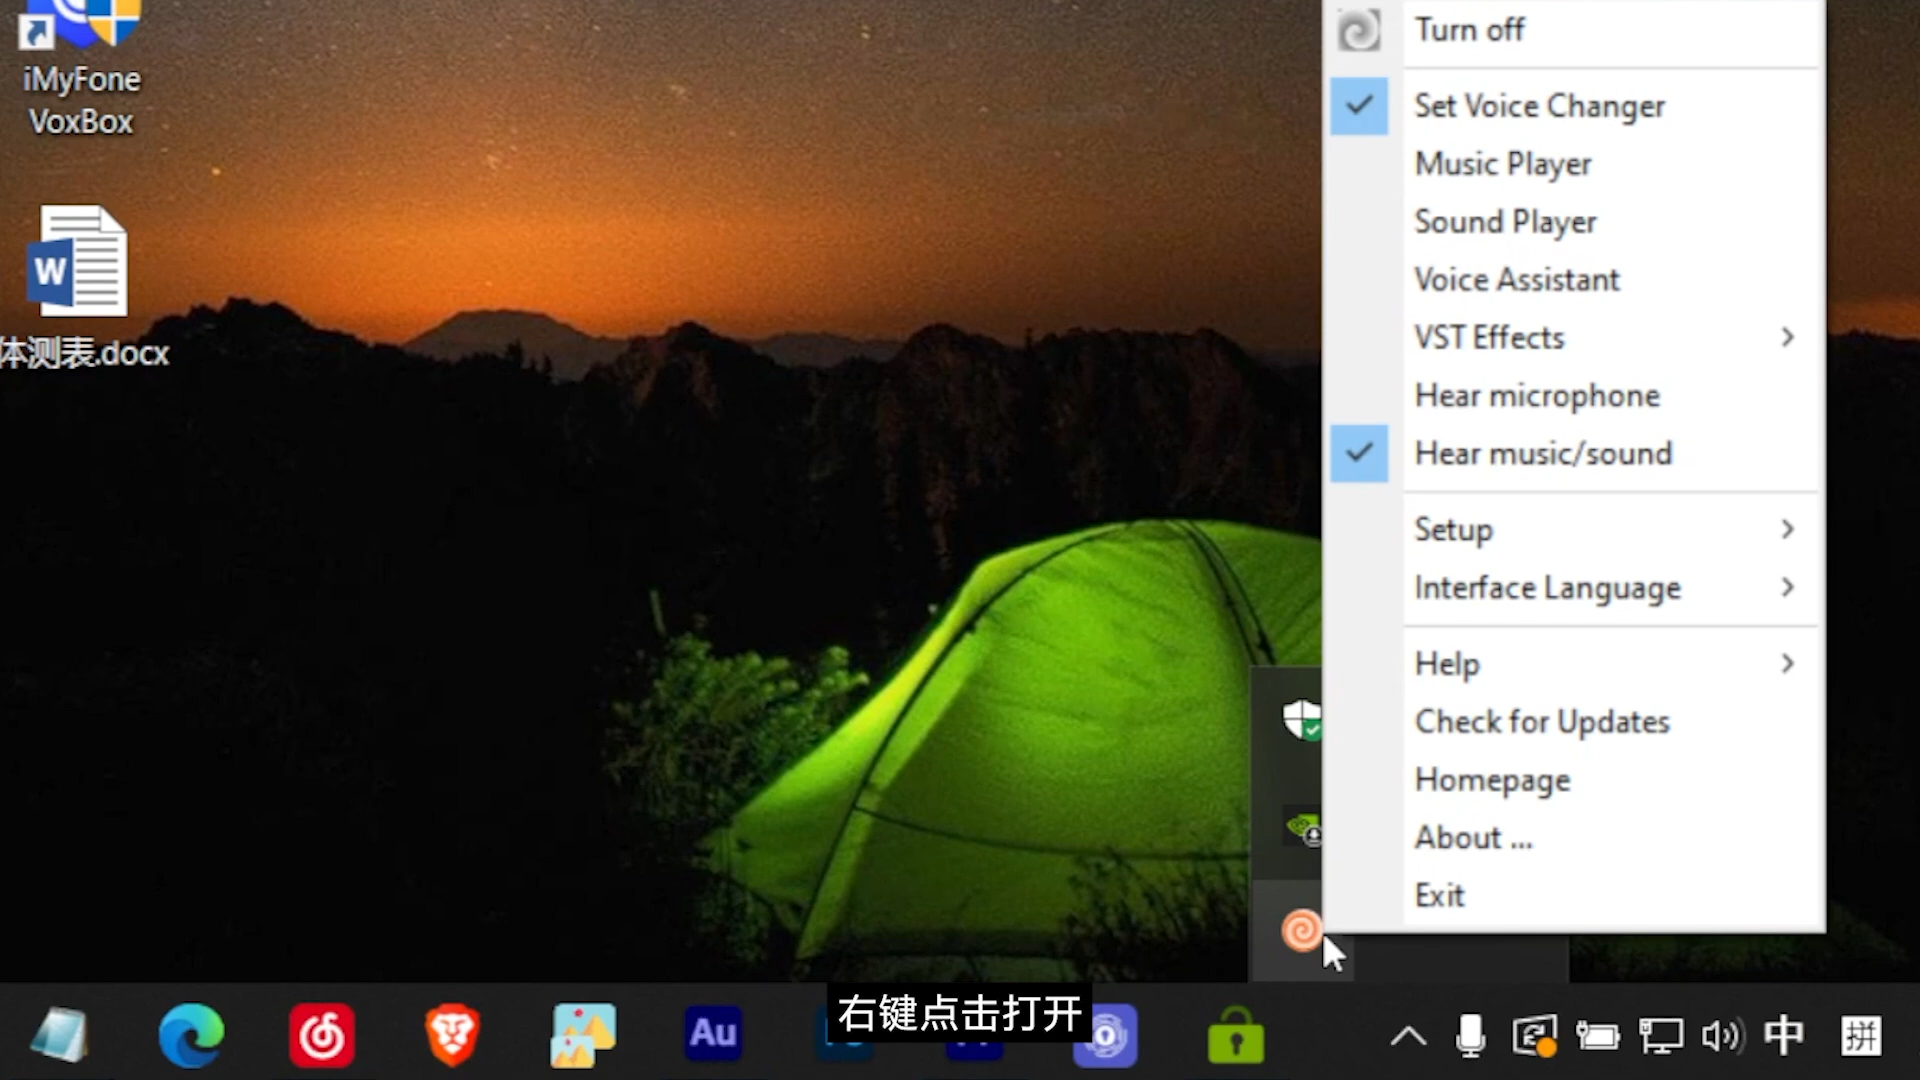 iMyFone
VoxBox
W
体测表.docx
Turn off
Set Voice Changer
Music Player
Sound Player
Voice Assistant
VST Effects
Hear microphone
Hear music/sound
Setup
Interface Language
Help
Check for Updates
Homepage
About ...
Exit
右键点击打开
Au
中
拼